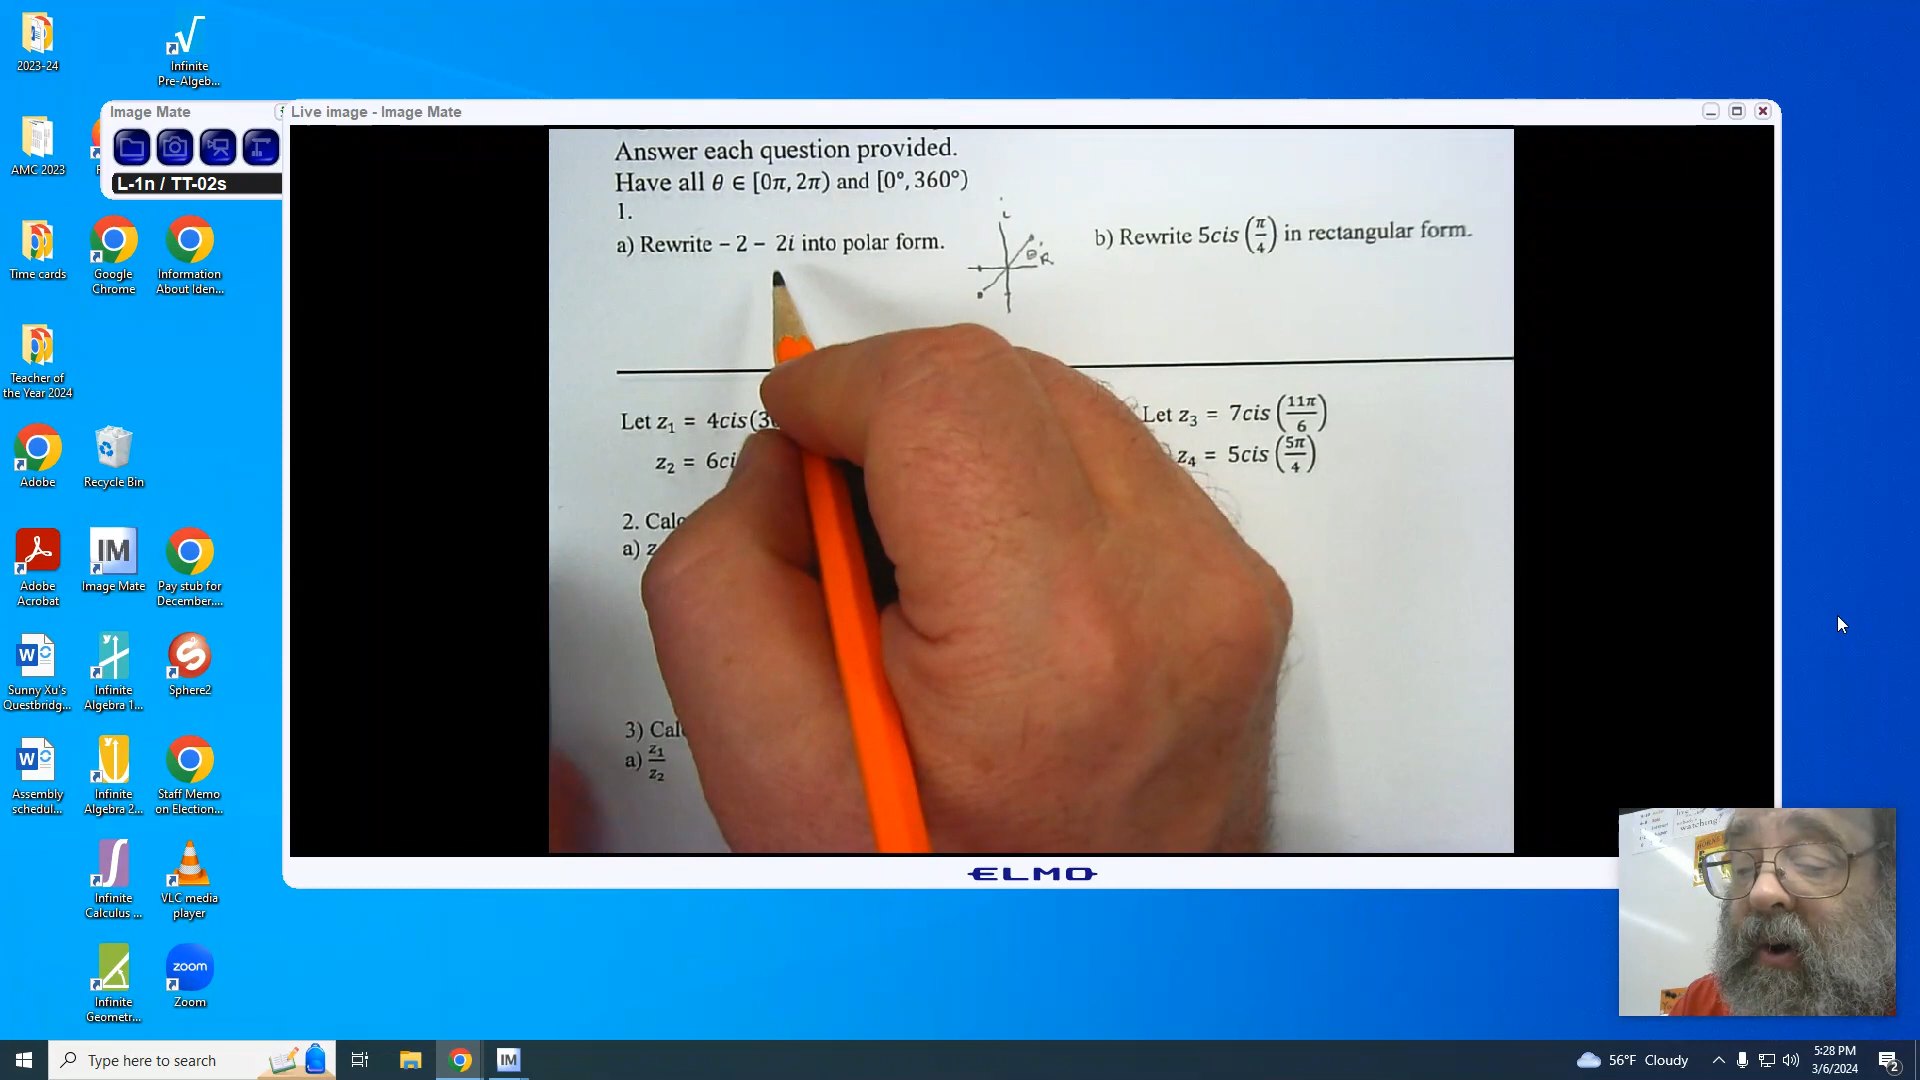 2023-24
Infinite
Pre-Algeb...
Image Mate
Live image - Image Mate
L-1n / TT-02s
AMC 2023
Time cards
Google
Chrome
Information
About Iden...
Teacher of
the Year 2024
Adobe
Recycle Bin
Adobe
Acrobat
IM
Image Mate
Pay stub for
December....
Sunny Xu's
Questbridg...
Infinite
Algebra 1...
Sphere2
Assembly
schedul...
Infinite
Algebra 2...
Staff Memo
on Election...
Infinite
Calculus ...
VLC media
player
Infinite
Geometr...
zoom
Zoom
Answer each question provided.
Have all θ ∈ [0π, 2π) and [0°, 360°)
1.
a) Rewrite – 2 – 2i into polar form.
i
θ'
R
b) Rewrite 5cis (π/4) in rectangular form.
Let z₁ = 4cis(3
z₂ = 6ci
Let z₃ = 7cis (11π/6)
z₄ = 5cis (5π/4)
2. Calc
a) z
3) Cal
a) z₁/z₂
ELMO
watching
Type here to search
IM
56°F Cloudy
5:28 PM
3/6/2024
2